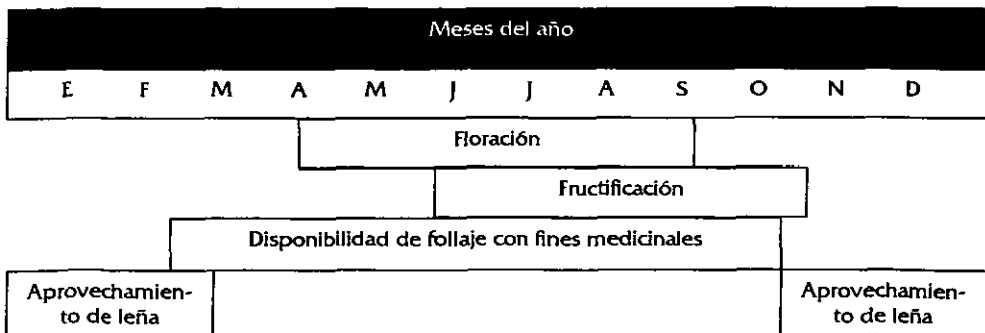 Meses del año
E F M A M J J A S O N D
Floración
Fructificación
Disponibilidad de follaje con fines medicinales
Aprovechamien-
to de leña
Aprovechamien-
to de leña